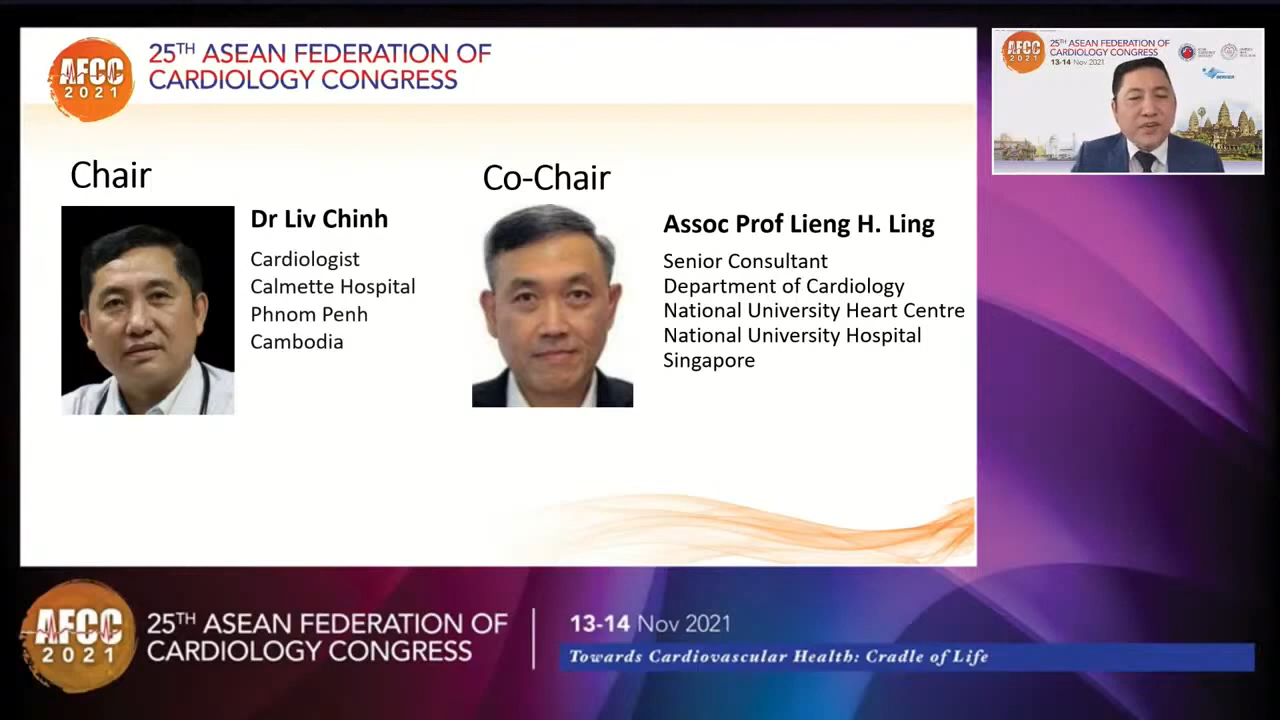 AFCC
2021
25TH ASEAN FEDERATION OF
CARDIOLOGY CONGRESS
Chair
Dr Liv Chinh
Cardiologist
Calmette Hospital
Phnom Penh
Cambodia
Co-Chair
Assoc Prof Lieng H. Ling
Senior Consultant
Department of Cardiology
National University Heart Centre
National University Hospital
Singapore
AFCC
2021
25TH ASEAN FEDERATION OF
CARDIOLOGY CONGRESS
13-14 Nov 2021
AFCC
2021
25TH ASEAN FEDERATION OF
CARDIOLOGY CONGRESS
13-14 Nov 2021
Towards Cardiovascular Health: Cradle of Life